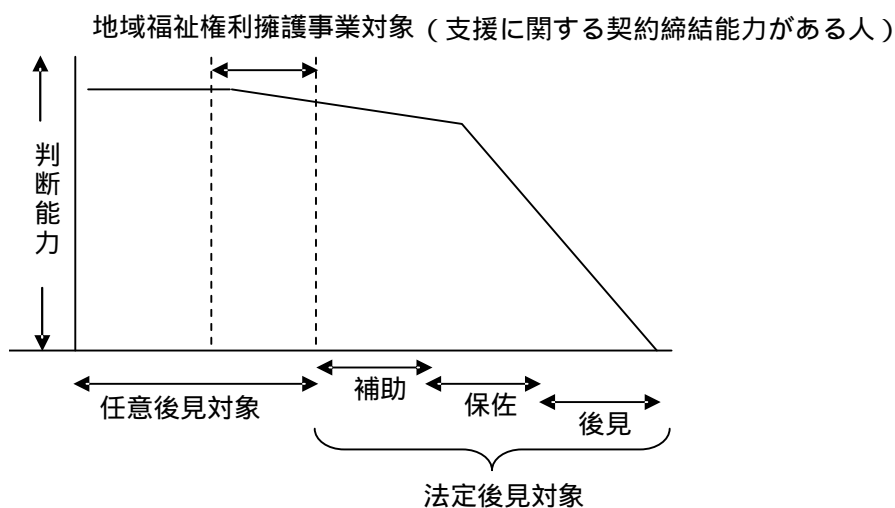 地域福祉権利擁護事業対象（支援に関する契約締結能力がある人）
判断能力
任意後見対象
補助
保佐
後見
法定後見対象